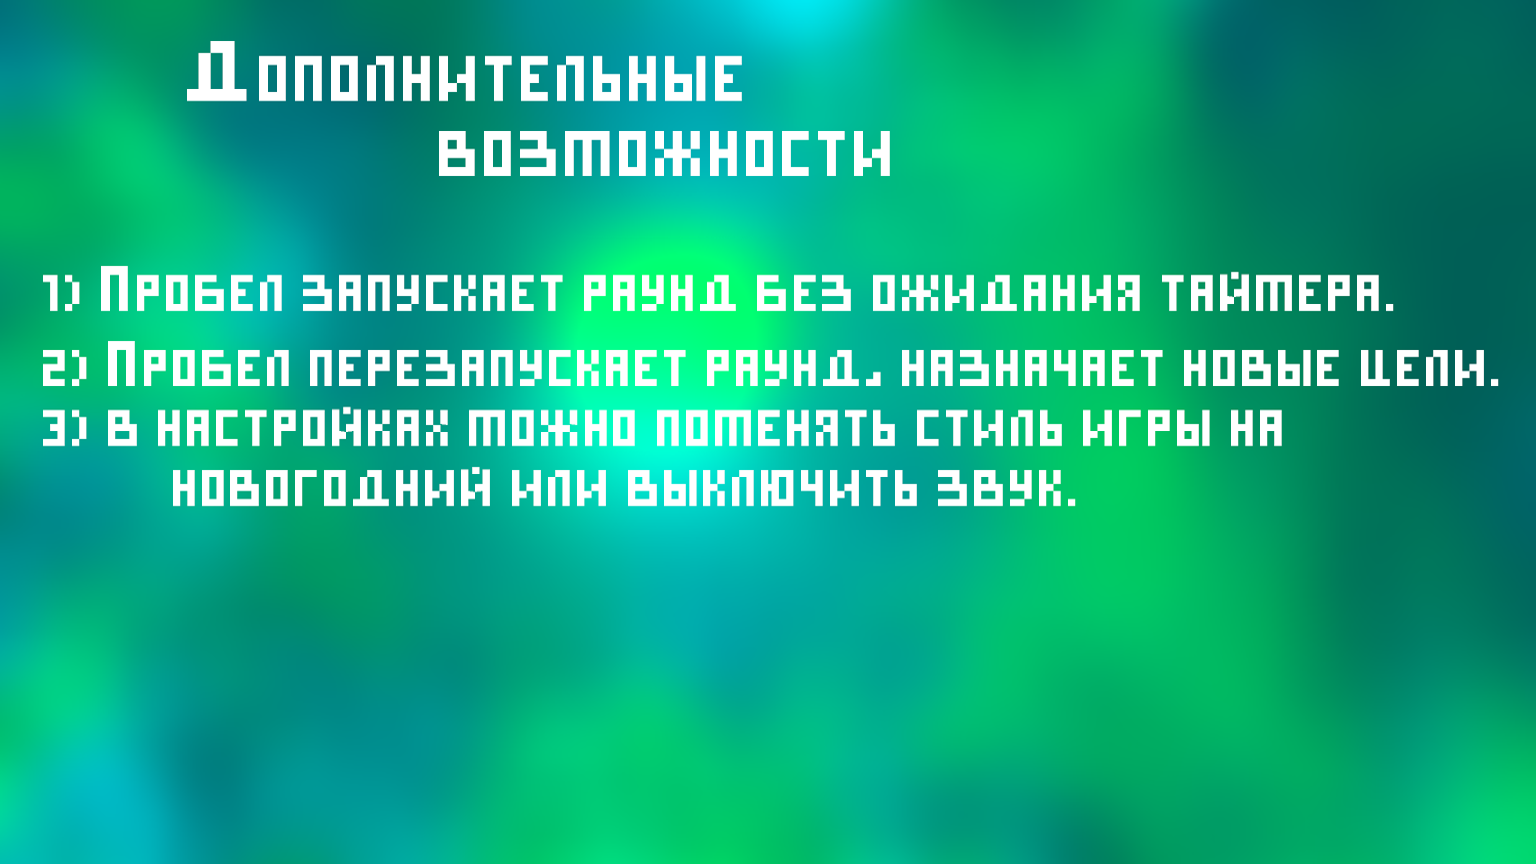 Дополнительные
возможности
1) Пробел запускает раунд без ожидания таймера.
2) Пробел перезапускает раунд, назначает новые цели.
3) в настройках можно поменять стиль игры на
новогодний или выключить звук.